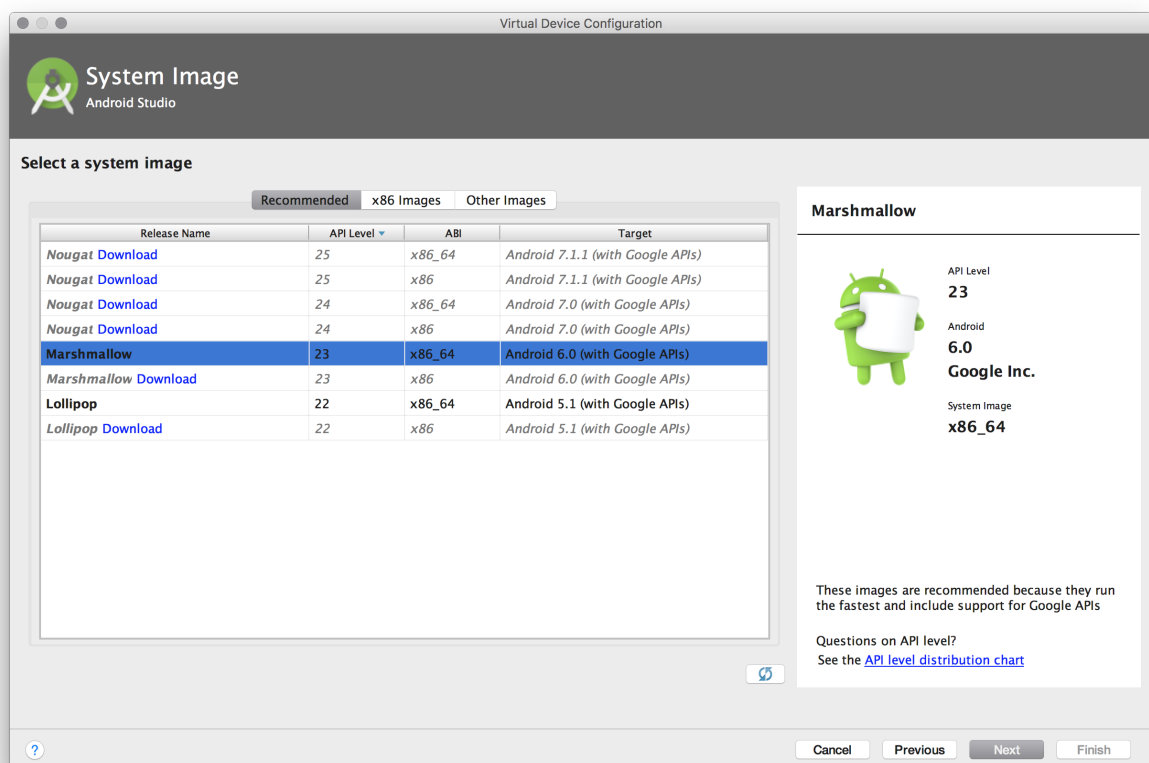 Virtual Device Configuration
System Image
Android Studio
Select a system image
Recommended x86 Images Other Images
Release Name API Level ABI Target
Nougat Download 25 x86_64 Android 7.1.1 (with Google APIs)
Nougat Download 25 x86 Android 7.1.1 (with Google APIs)
Nougat Download 24 x86_64 Android 7.0 (with Google APIs)
Nougat Download 24 x86 Android 7.0 (with Google APIs)
Marshmallow 23 x86_64 Android 6.0 (with Google APIs)
Marshmallow Download 23 x86 Android 6.0 (with Google APIs)
Lollipop 22 x86_64 Android 5.1 (with Google APIs)
Lollipop Download 22 x86 Android 5.1 (with Google APIs)
Marshmallow
API Level
23
Android
6.0
Google Inc.
System Image
x86_64
These images are recommended because they run
the fastest and include support for Google APIs
Questions on API level?
See the API level distribution chart
? Cancel Previous Next Finish